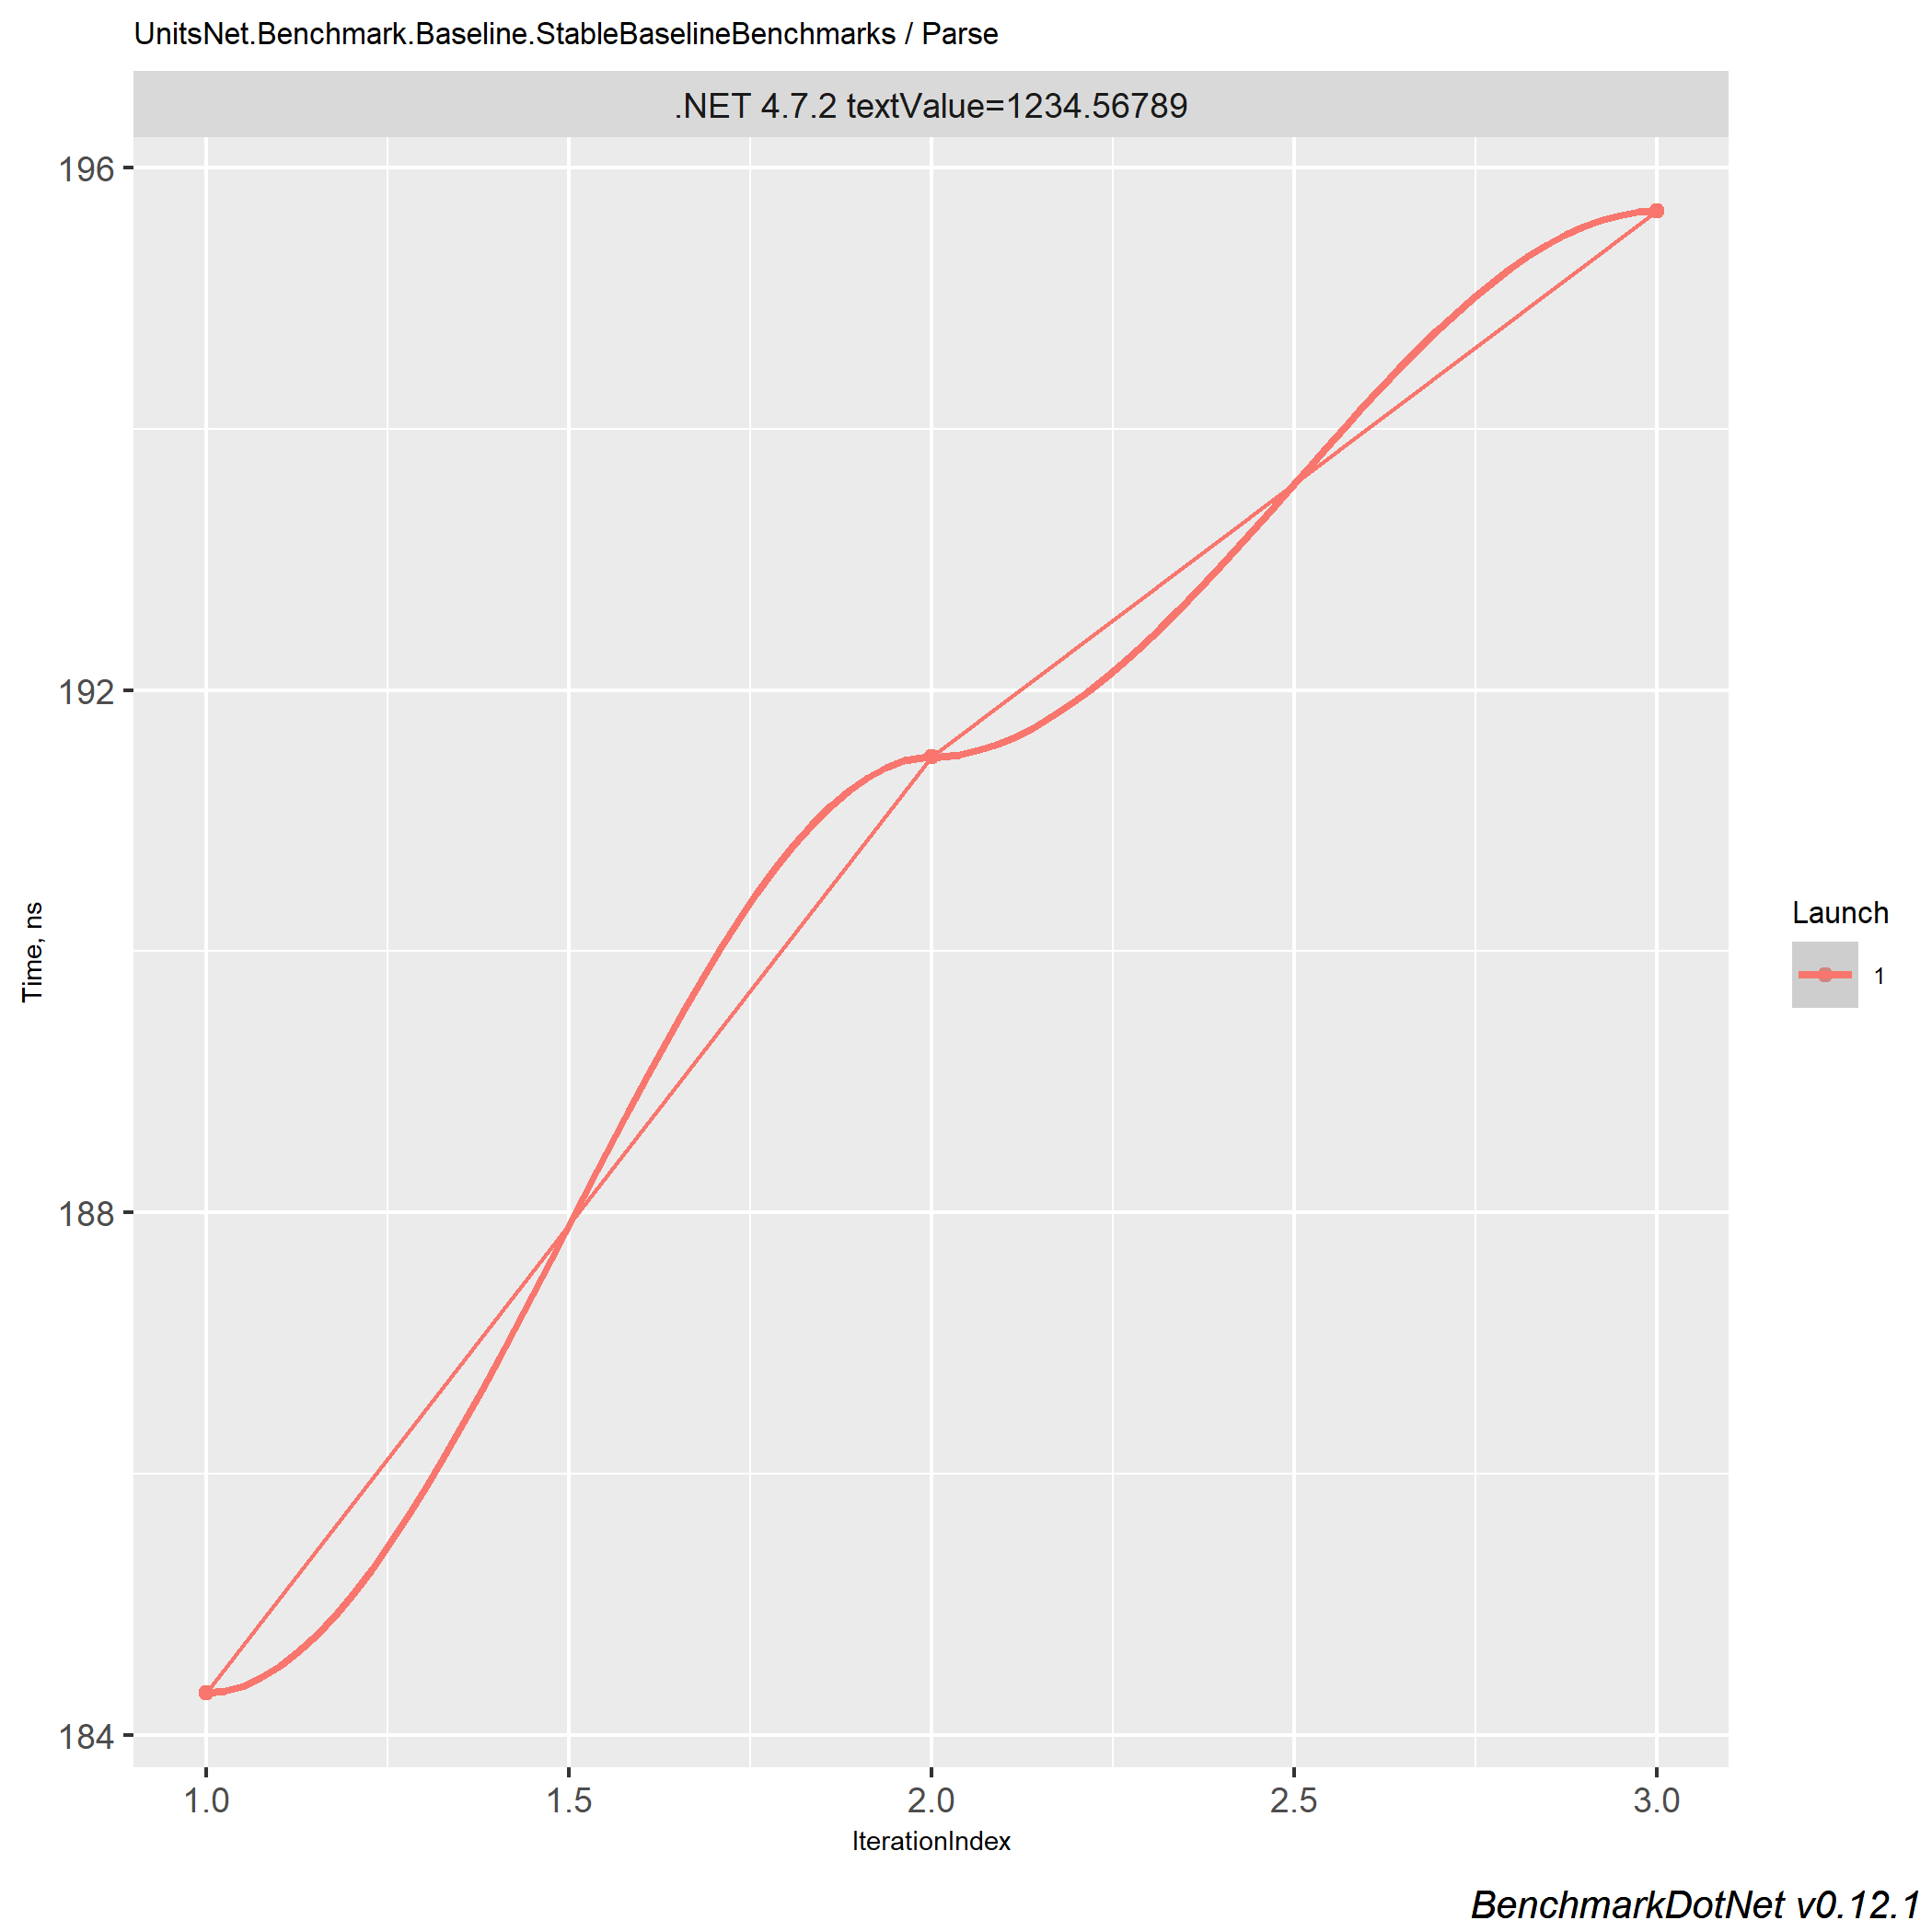 UnitsNet.Benchmark.Baseline.StableBaselineBenchmarks / Parse
.NET 4.7.2 textValue=1234.56789
196
192
188
184
Time, ns
1.0 1.5 2.0 2.5 3.0
IterationIndex
Launch
1
BenchmarkDotNet v0.12.1